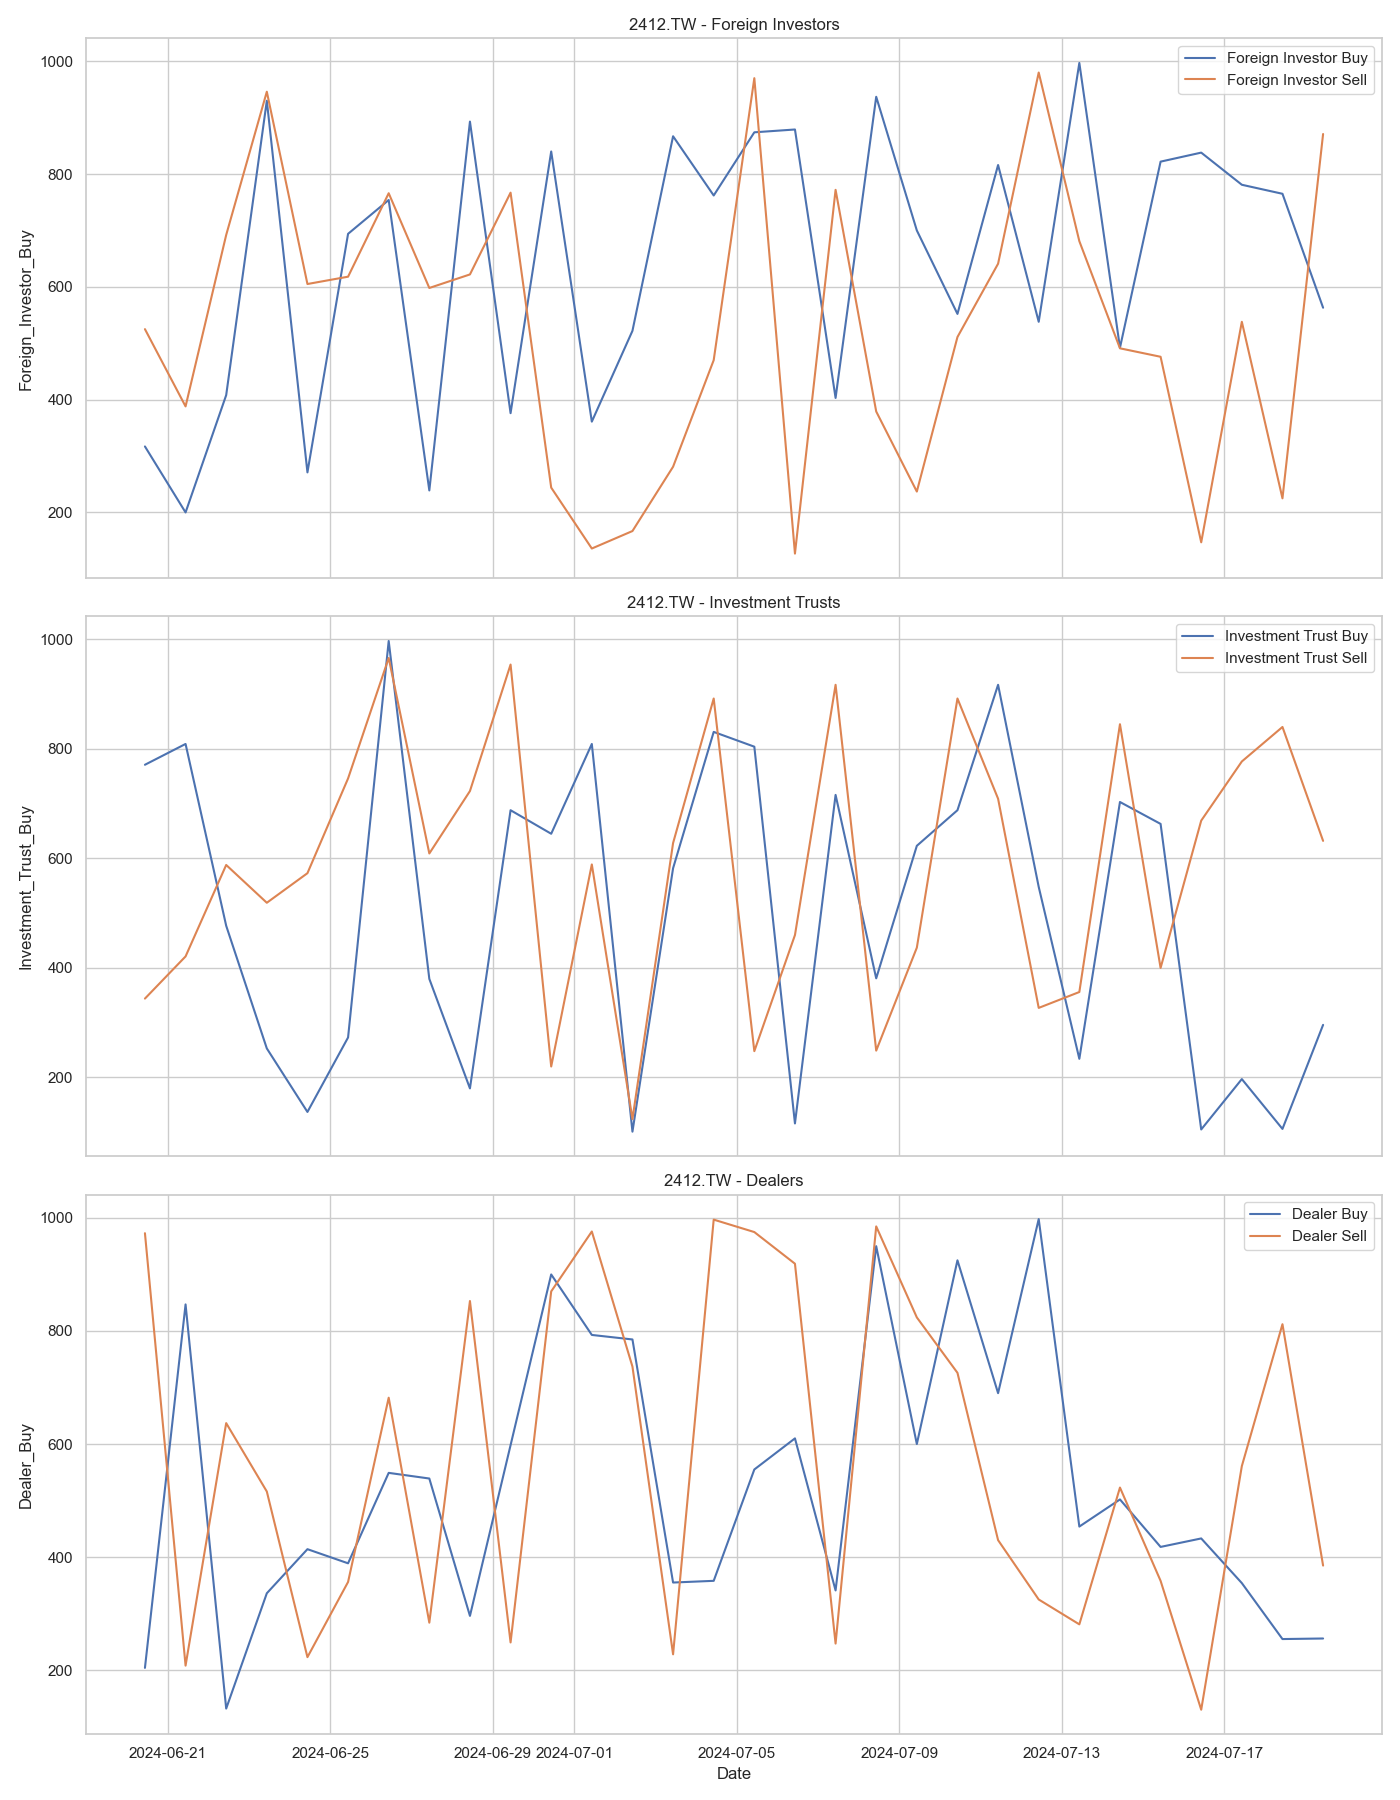 2412.TW - Foreign Investors
Foreign Investor Buy
Foreign Investor Sell
Foreign_Investor_Buy
1000
800
600
400
200
2412.TW - Investment Trusts
Investment Trust Buy
Investment Trust Sell
Investment_Trust_Buy
1000
800
600
400
200
2412.TW - Dealers
Dealer Buy
Dealer Sell
Dealer_Buy
1000
800
600
400
200
2024-06-21 2024-06-25 2024-06-29 2024-07-01 2024-07-05 2024-07-09 2024-07-13 2024-07-17
Date